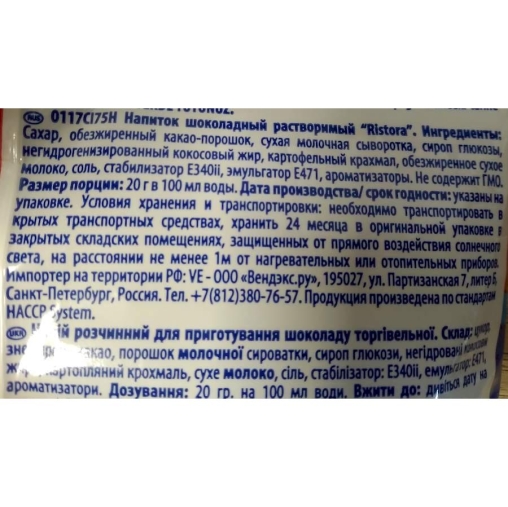 RUS 0117CI75H Напиток шоколадный растворимый "Ristora". Ингредиенты:
Сахар, обезжиренный какао-порошок, сухая молочная сыворотка, сироп глюкозы,
негидрогенизированный кокосовый жир, картофельный крахмал, обезжиренное сухое
молоко, соль, стабилизатор E340ii, эмульгатор E471, ароматизаторы. Не содержит ГМО.
Размер порции: 20 г в 100 мл воды. Дата производства/ срок годности: указаны на
упаковке. Условия хранения и транспортировки: необходимо транспортировать в
крытых транспортных средствах, хранить 24 месяца в оригинальной упаковке в
закрытых складских помещениях, защищенных от прямого воздействия солнечного
света, на расстоянии не менее 1м от нагревательных или отопительных приборов.
Импортер на территории РФ: VE - ООО «Вендэкс.ру», 195027, ул. Партизанская 7, литер Б,
Санкт-Петербург, Россия. Тел. +7(812)380-76-57. Продукция произведена по стандартам
HACCP System.
UKR розчинний для приготування шоколаду торгівельної. Склад:
какао, порошок молочної сироватки, сироп глюкози,
картопляний крохмаль, сухе молоко, сіль, стабілізатор: E340ii, емульгатор: E471,
ароматизатори. Дозування: 20 гр. на 100 мл води. Вжити до: дивіться дату на